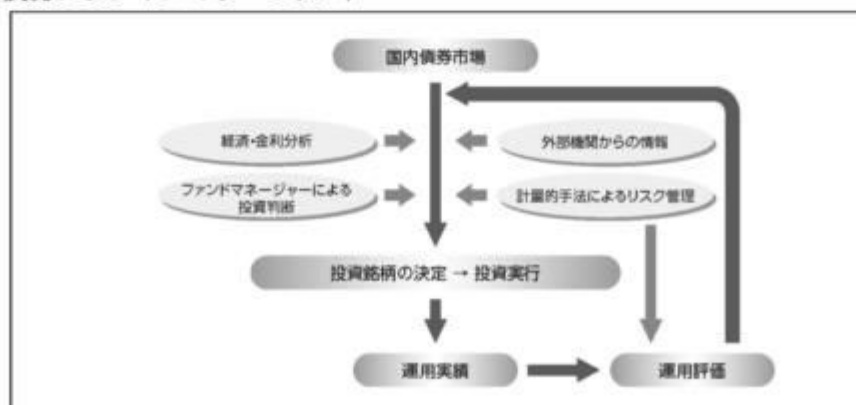 国内債券市場
経済・金利分析
外部機関からの情報
ファンドマネージャーによる
投資判断
計量的手法によるリスク管理
投資銘柄の決定 → 投資実行
運用実績
運用評価